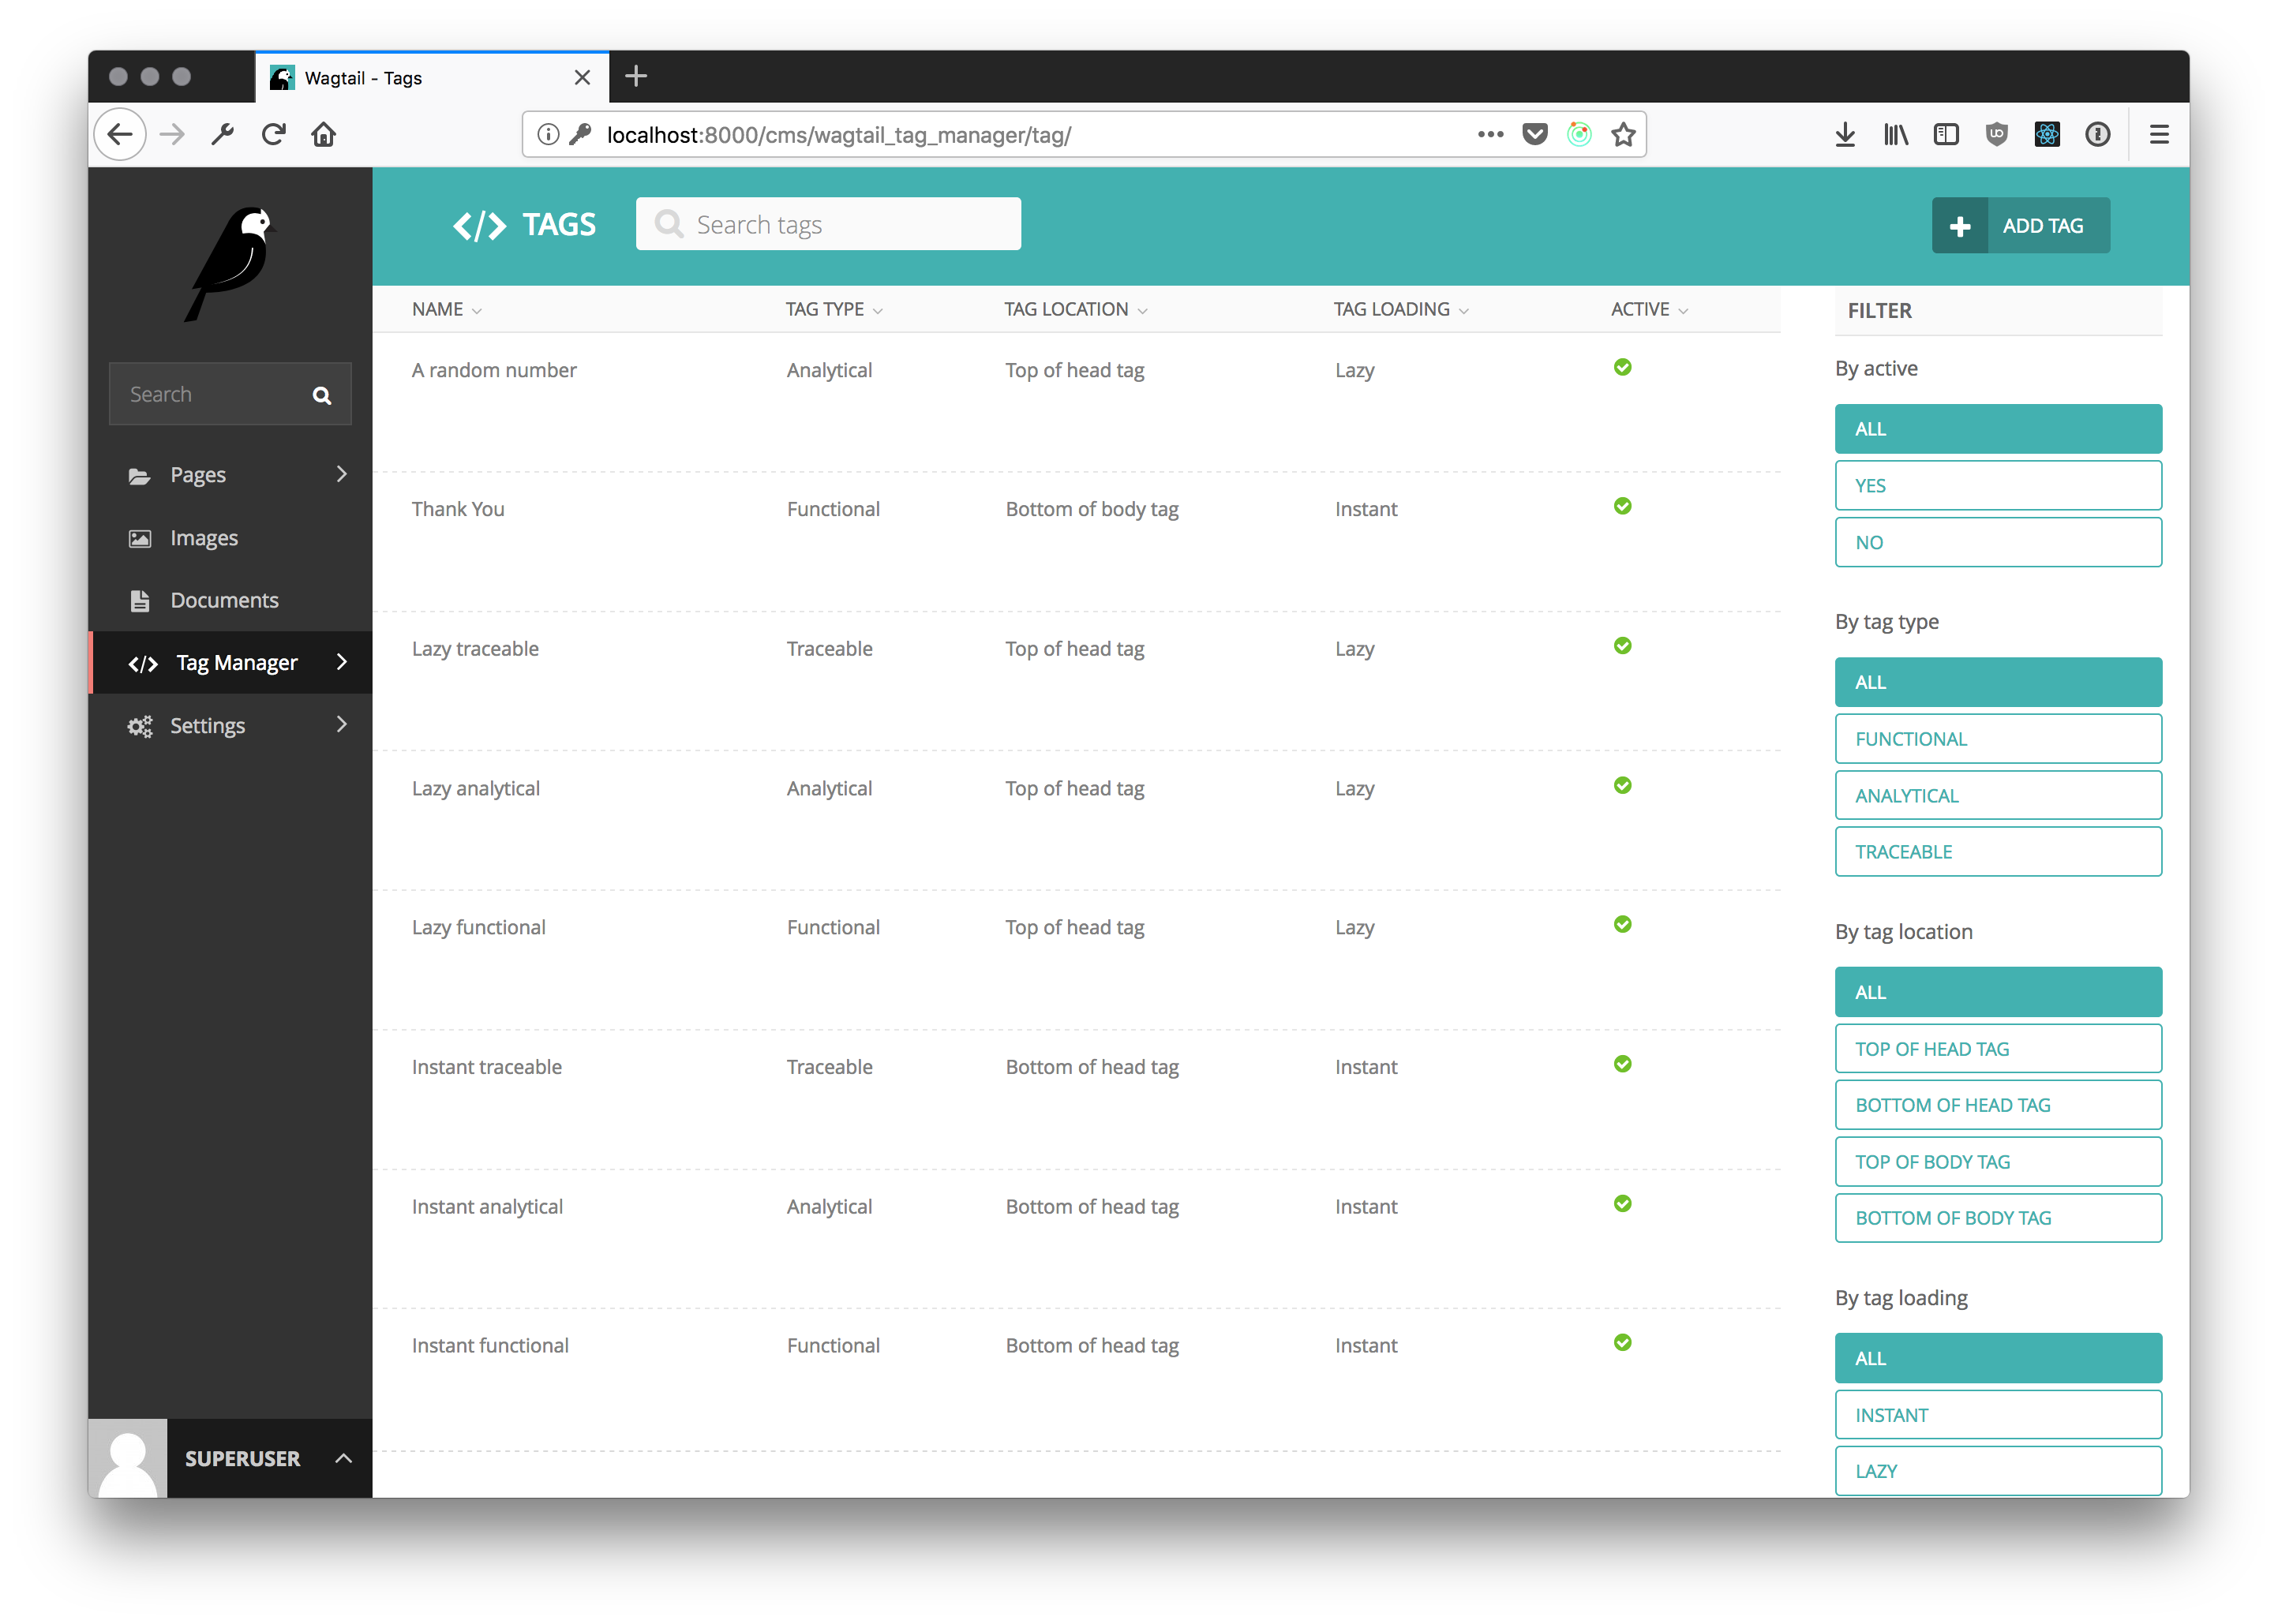 Wagtail - Tags
localhost:8000/cms/wagtail_tag_manager/tag/
Search
Pages
Images
Documents
</> Tag Manager
Settings
SUPERUSER
</> TAGS
Search tags
ADD TAG
NAME TAG TYPE TAG LOCATION TAG LOADING ACTIVE
A random number Analytical Top of head tag Lazy
Thank You Functional Bottom of body tag Instant
Lazy traceable Traceable Top of head tag Lazy
Lazy analytical Analytical Top of head tag Lazy
Lazy functional Functional Top of head tag Lazy
Instant traceable Traceable Bottom of head tag Instant
Instant analytical Analytical Bottom of head tag Instant
Instant functional Functional Bottom of head tag Instant
FILTER
By active
ALL
YES
NO
By tag type
ALL
FUNCTIONAL
ANALYTICAL
TRACEABLE
By tag location
ALL
TOP OF HEAD TAG
BOTTOM OF HEAD TAG
TOP OF BODY TAG
BOTTOM OF BODY TAG
By tag loading
ALL
INSTANT
LAZY